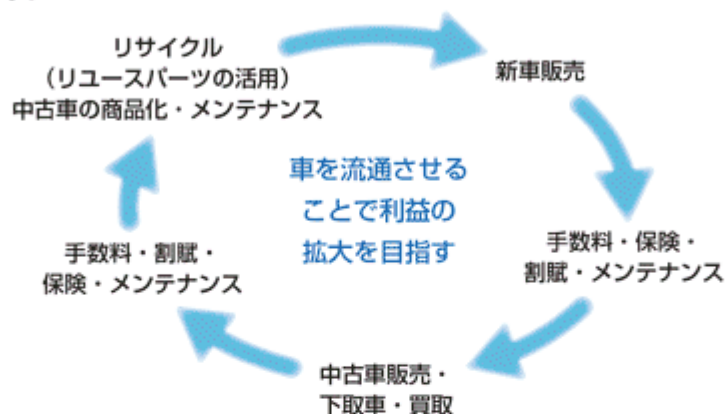 リサイクル
（リユースパーツの活用）
中古車の商品化・メンテナンス
新車販売
車を流通させる
ことで利益の
拡大を目指す
手数料・保険・
割賦・メンテナンス
中古車販売・
下取車・買取
手数料・割賦・
保険・メンテナンス